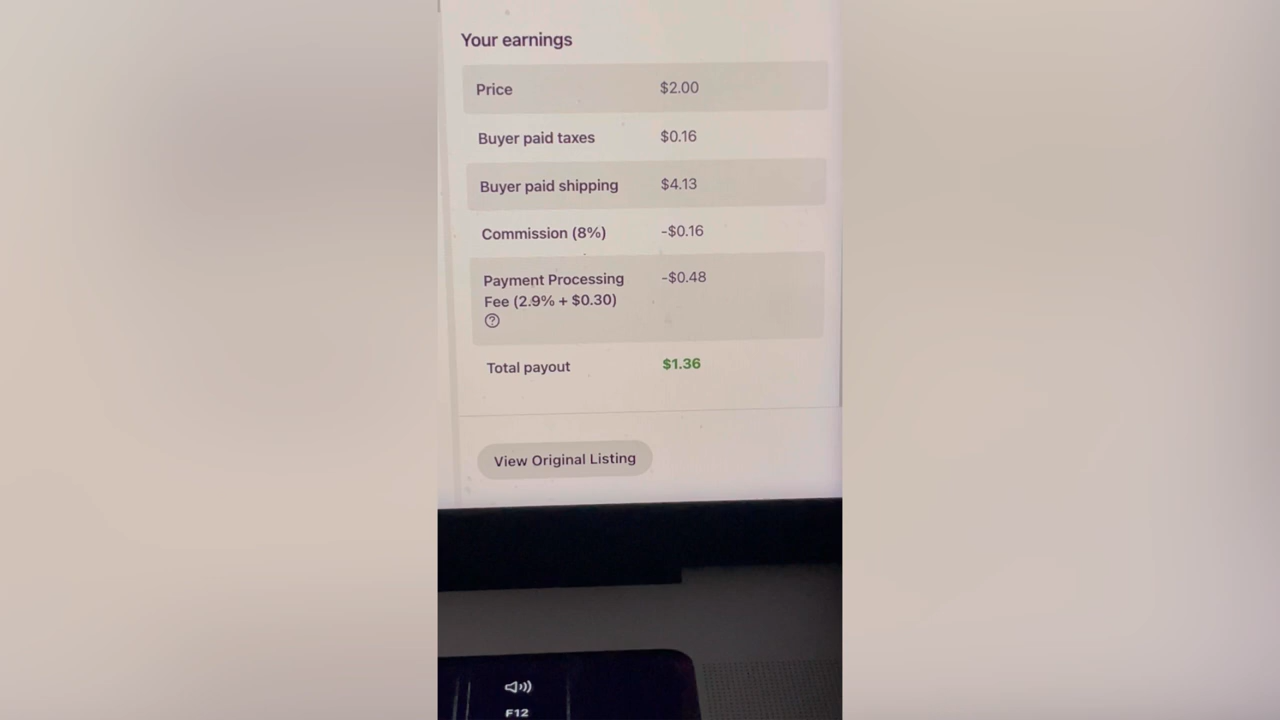 Your earnings
Price $2.00
Buyer paid taxes $0.16
Buyer paid shipping $4.13
Commission (8%) -$0.16
Payment Processing -$0.48
Fee (2.9% + $0.30)
?
Total payout $1.36
View Original Listing
F12